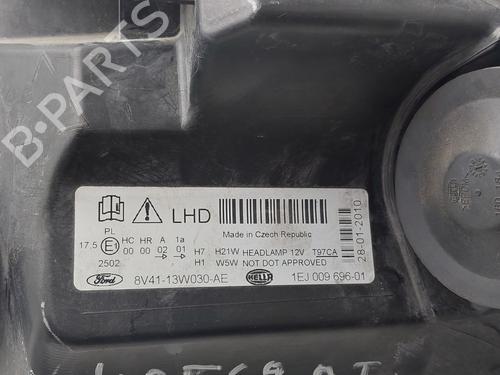 B-PARTS
LHD
Made in Czech Republic
28-01-2010
PL
17.5 E1 HC HR A 1a
00 00 02 01
2502
H7 H21W HEADLAMP 12V T97CA
H1 W5W NOT DOT APPROVED
Ford 8V41-13W030-AE HELLA 1EJ 009 696-01